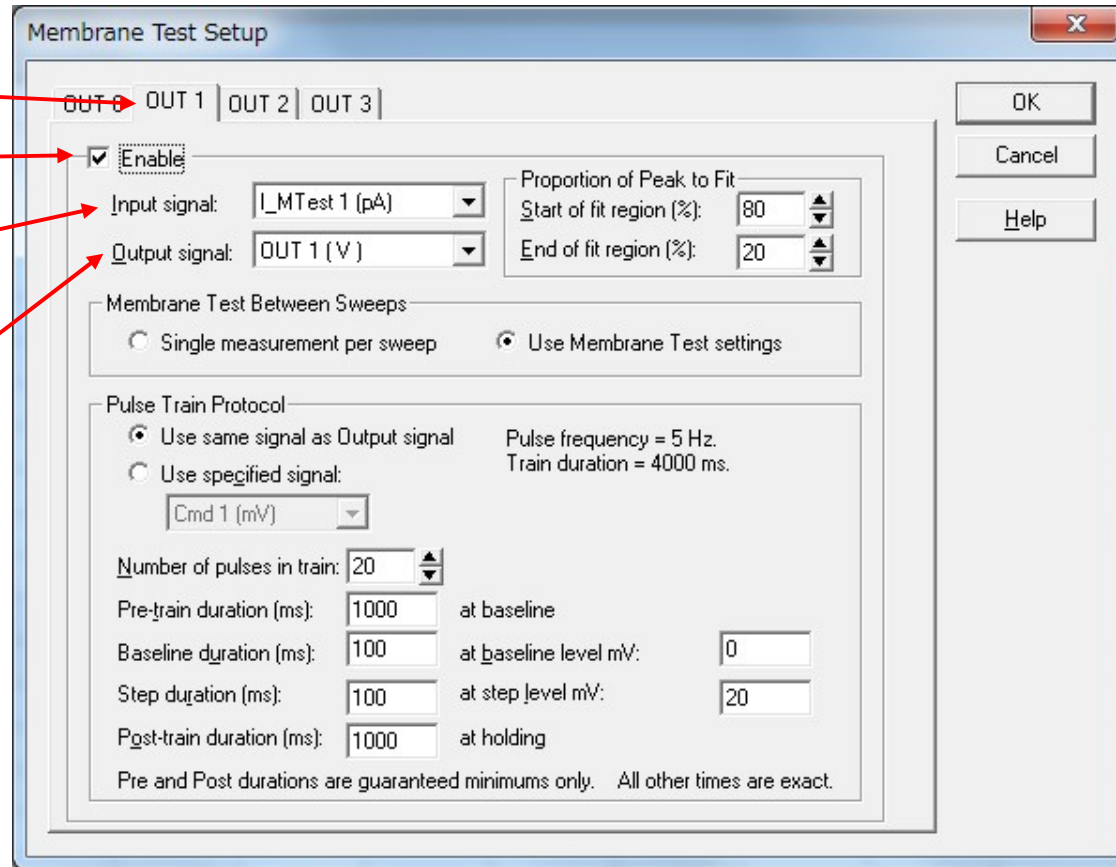 Membrane Test Setup
OUT 0 OUT 1 OUT 2 OUT 3
OK
Cancel
Help
Enable
Input signal: I_MTest 1 (pA)
Output signal: OUT 1 ( V )
Proportion of Peak to Fit
Start of fit region (%): 80
End of fit region (%): 20
Membrane Test Between Sweeps
Single measurement per sweep
Use Membrane Test settings
Pulse Train Protocol
Use same signal as Output signal
Use specified signal:
Cmd 1 (mV)
Pulse frequency = 5 Hz.
Train duration = 4000 ms.
Number of pulses in train: 20
Pre-train duration (ms): 1000 at baseline
Baseline duration (ms): 100 at baseline level mV: 0
Step duration (ms): 100 at step level mV: 20
Post-train duration (ms): 1000 at holding
Pre and Post durations are guaranteed minimums only. All other times are exact.